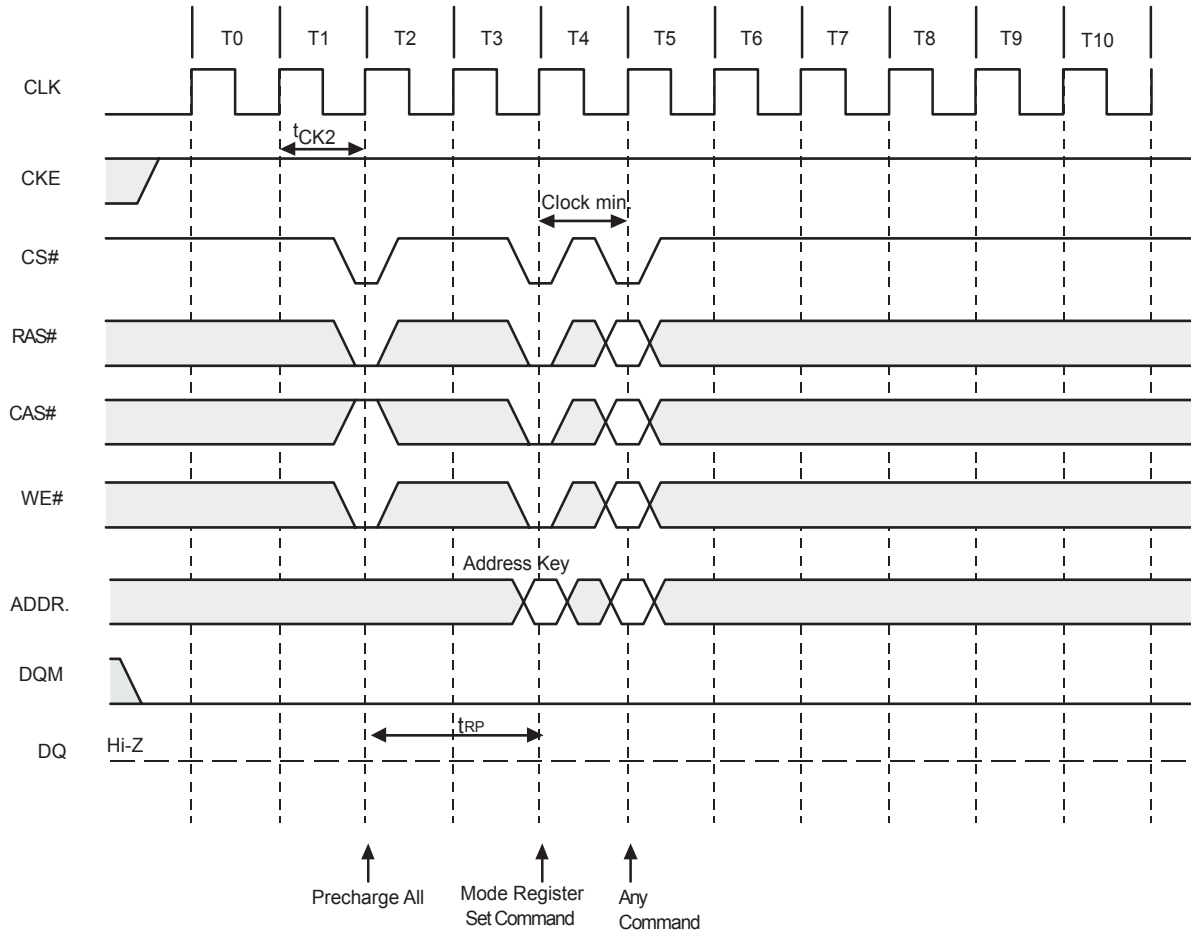 T0 T1 T2 T3 T4 T5 T6 T7 T8 T9 T10
CLK
tCK2
CKE
Clock min.
CS#
RAS#
CAS#
WE#
Address Key
ADDR.
DQM
tRP
DQ Hi-Z
Precharge All
Mode Register
Set Command
Any
Command